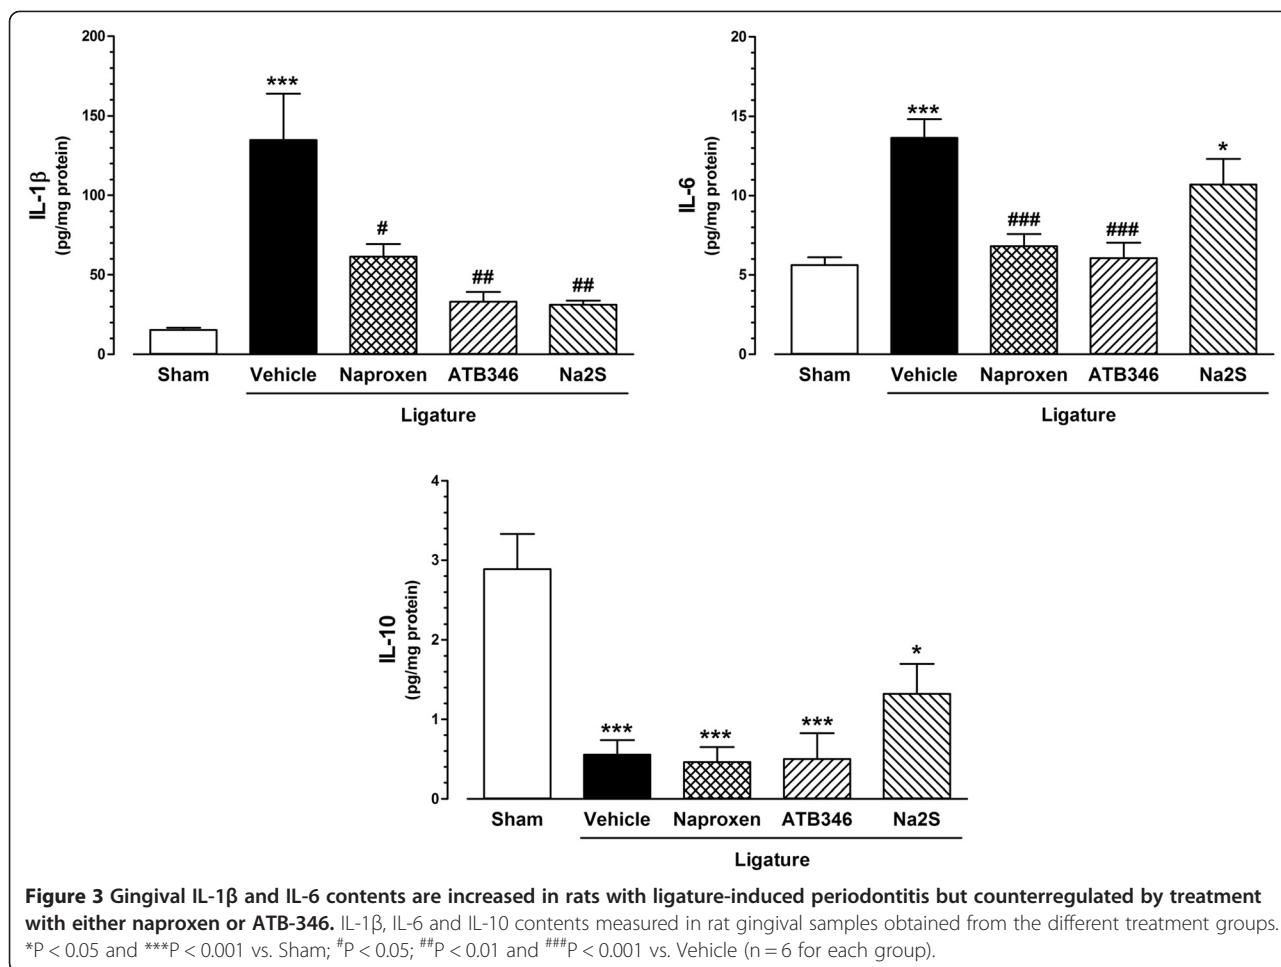 200
150
100
50
0
IL-1β
(pg/mg protein)
***
#
##
##
Sham Vehicle Naproxen ATB346 Na2S
Ligature
20
15
10
5
0
IL-6
(pg/mg protein)
***
###
###
*
Sham Vehicle Naproxen ATB346 Na2S
Ligature
4
3
2
1
0
IL-10
(pg/mg protein)
***
***
***
*
Sham Vehicle Naproxen ATB346 Na2S
Ligature
Figure 3 Gingival IL-1β and IL-6 contents are increased in rats with ligature-induced periodontitis but counterregulated by treatment
with either naproxen or ATB-346. IL-1β, IL-6 and IL-10 contents measured in rat gingival samples obtained from the different treatment groups.
*P < 0.05 and ***P < 0.001 vs. Sham; #P < 0.05; ##P < 0.01 and ###P < 0.001 vs. Vehicle (n = 6 for each group).